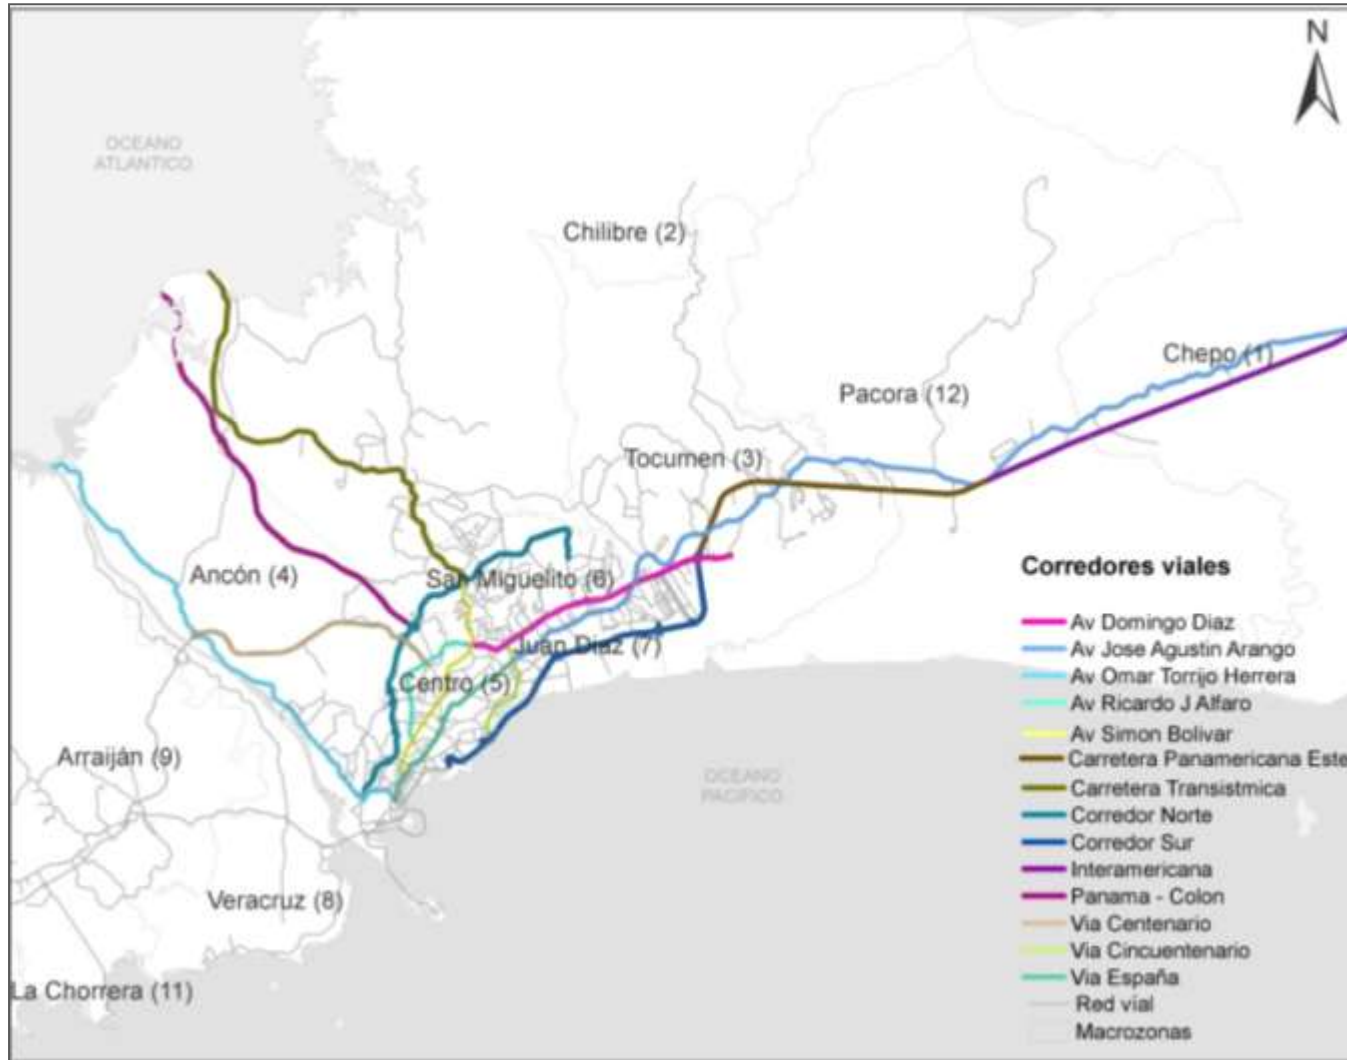 N
OCEANO
ATLANTICO
Chilibre (2)
Chepo (1)
Pacora (12)
Tocumen (3)
Ancón (4)
San Miguelito (6)
Juan Diaz (7)
Centro (5)
Arraiján (9)
OCEANO
PACIFICO
Veracruz (8)
La Chorrera (11)
Corredores viales
Av Domingo Diaz
Av Jose Agustin Arango
Av Omar Torrijo Herrera
Av Ricardo J Alfaro
Av Simon Bolivar
Carretera Panamericana Este
Carretera Transistmica
Corredor Norte
Corredor Sur
Interamericana
Panama - Colon
Via Centenario
Via Cincuentenario
Via España
Red vial
Macrozonas